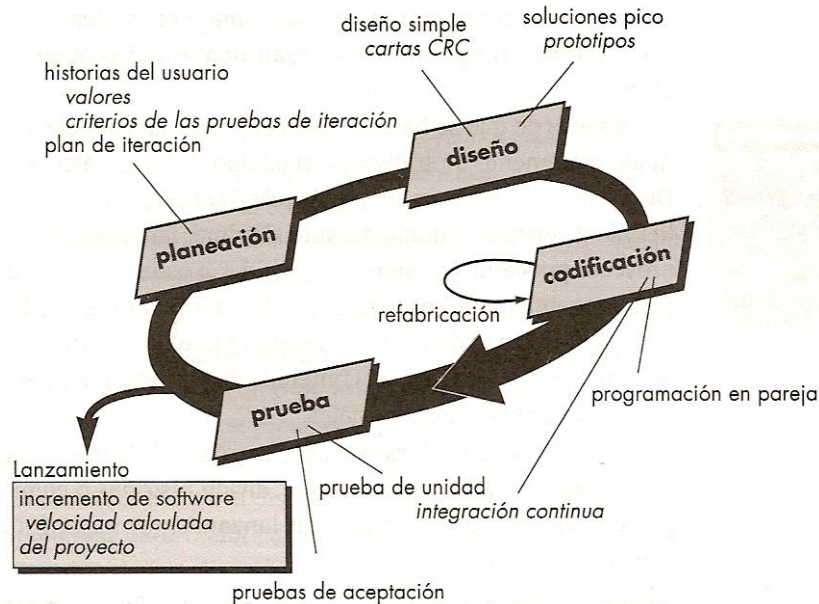 diseño simple
cartas CRC
soluciones pico
prototipos
historias del usuario
valores
criterios de las pruebas de iteración
plan de iteración
diseño
planeación
codificación
refabricación
prueba
programación en pareja
Lanzamiento
incremento de software
velocidad calculada
del proyecto
prueba de unidad
integración continua
pruebas de aceptación